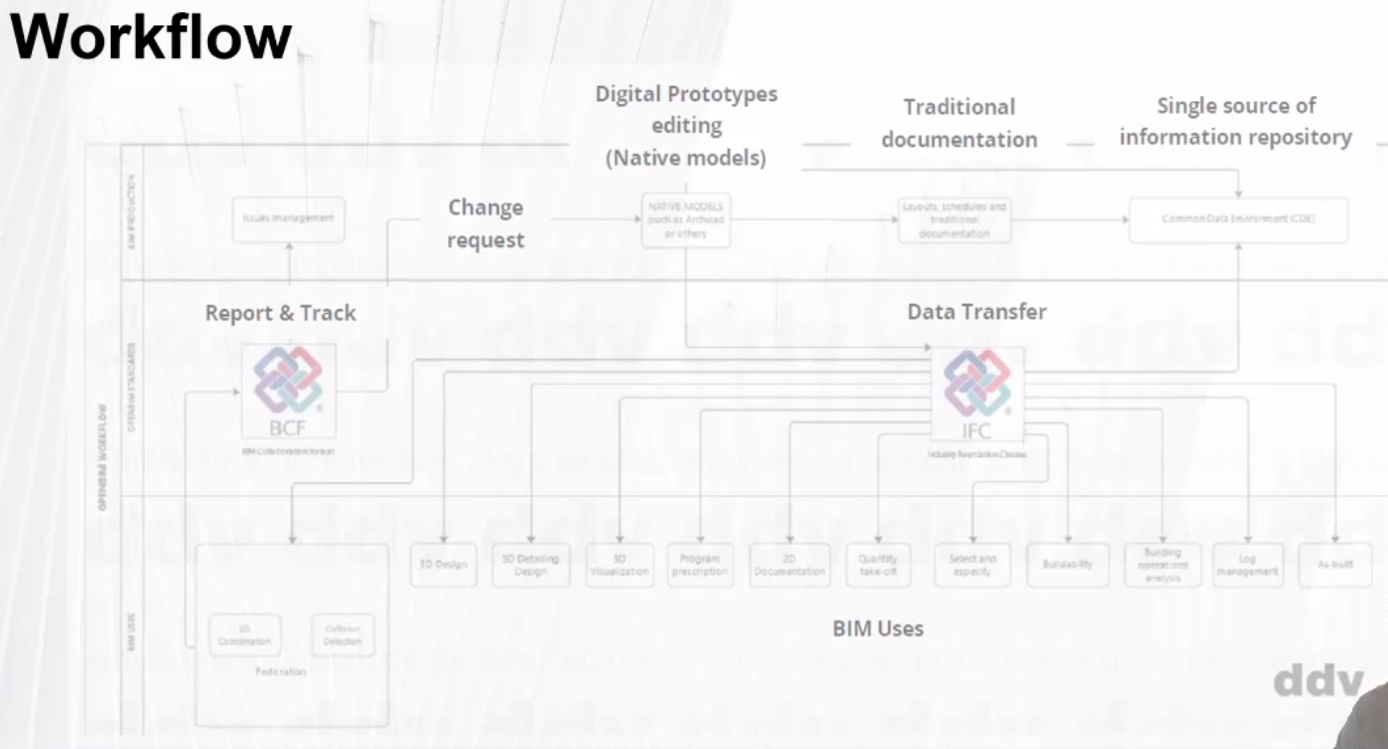 Workflow
Digital Prototypes
editing
(Native models)
Traditional
documentation
Single source of
information repository
BIM PRODUCTION
Issues management
Change
request
NATIVE MODELS
(such as Archicad
or others
Layouts, schedules and
traditional
documentation
Common Data Environment (CDE)
Report & Track
Data Transfer
OPENBIM WORKFLOW
OPENBIM STANDARDS
BCF
BIM Collaboration format
IFC
Industry Foundation Classes
3D Design
3D Detailing
Design
3D
Visualization
Program
prescription
2D
Documentation
Quantity
take-off
Select and
especify
Buildability
Building
operations
analysis
Log
management
As-built
BIM USES
3D
Coordination
Collision
Detection
Federation
BIM Uses
ddv